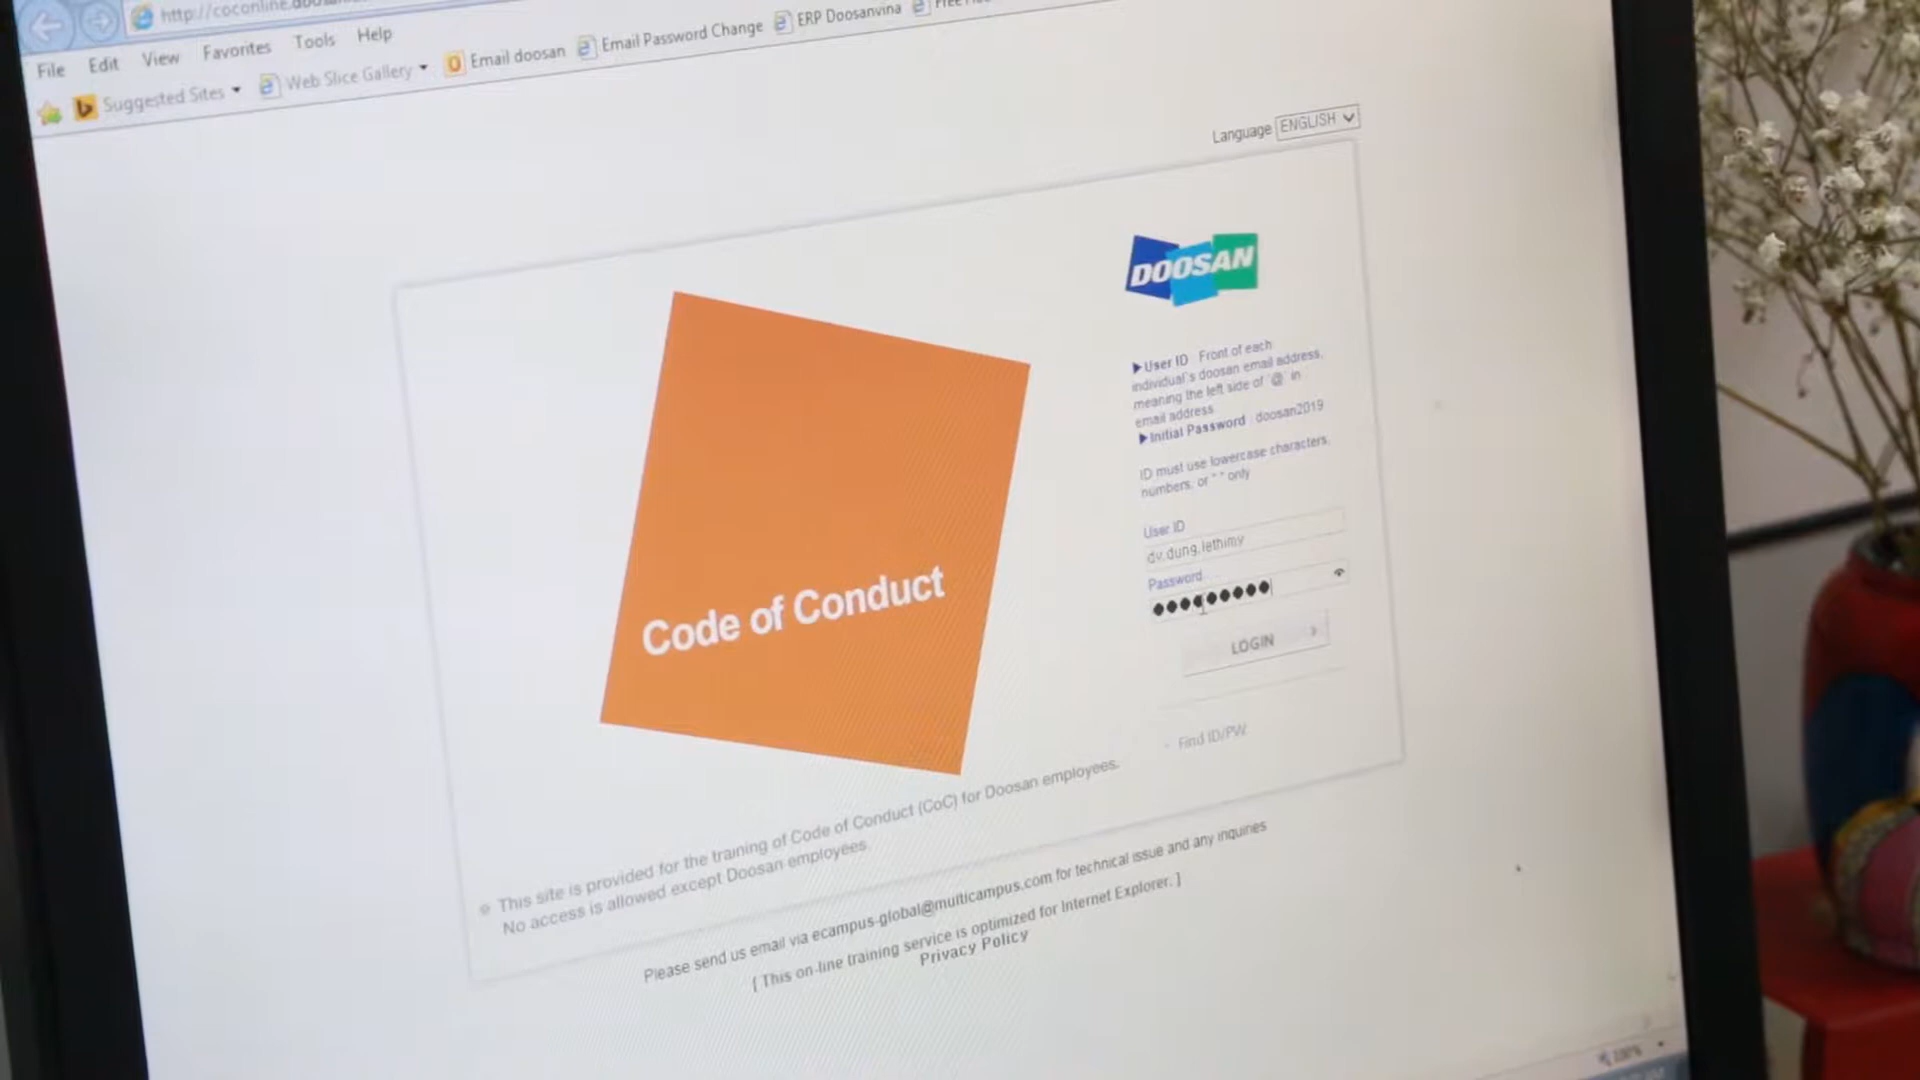 http://coconline.doosan
File Edit View Favorites Tools Help
Suggested Sites Web Slice Gallery Email doosan Email Password Change ERP Doosanvina
Language ENGLISH
DOOSAN
User ID Front of each
individual's doosan email address,
meaning the left side of '@' in
email address
Initial Password : doosan2019
ID must use lowercase characters,
numbers, or "." only
User ID
dv.dung.lethimy
Password
LOGIN
Find ID/PW
Code of Conduct
This site is provided for the training of Code of Conduct (CoC) for Doosan employees.
No access is allowed except Doosan employees.
Please send us email via ecampus-global@multicampus.com for technical issue and any inquiries
[ This on-line training service is optimized for Internet Explorer. ]
Privacy Policy
100%